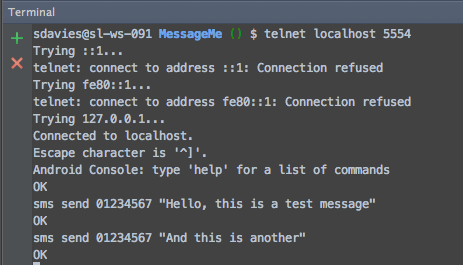 Terminal
sdavies@sl-ws-091 MessageMe () $ telnet localhost 5554
Trying ::1...
telnet: connect to address ::1: Connection refused
Trying fe80::1...
telnet: connect to address fe80::1: Connection refused
Trying 127.0.0.1...
Connected to localhost.
Escape character is '^]'.
Android Console: type 'help' for a list of commands
OK
sms send 01234567 "Hello, this is a test message"
OK
sms send 01234567 "And this is another"
OK